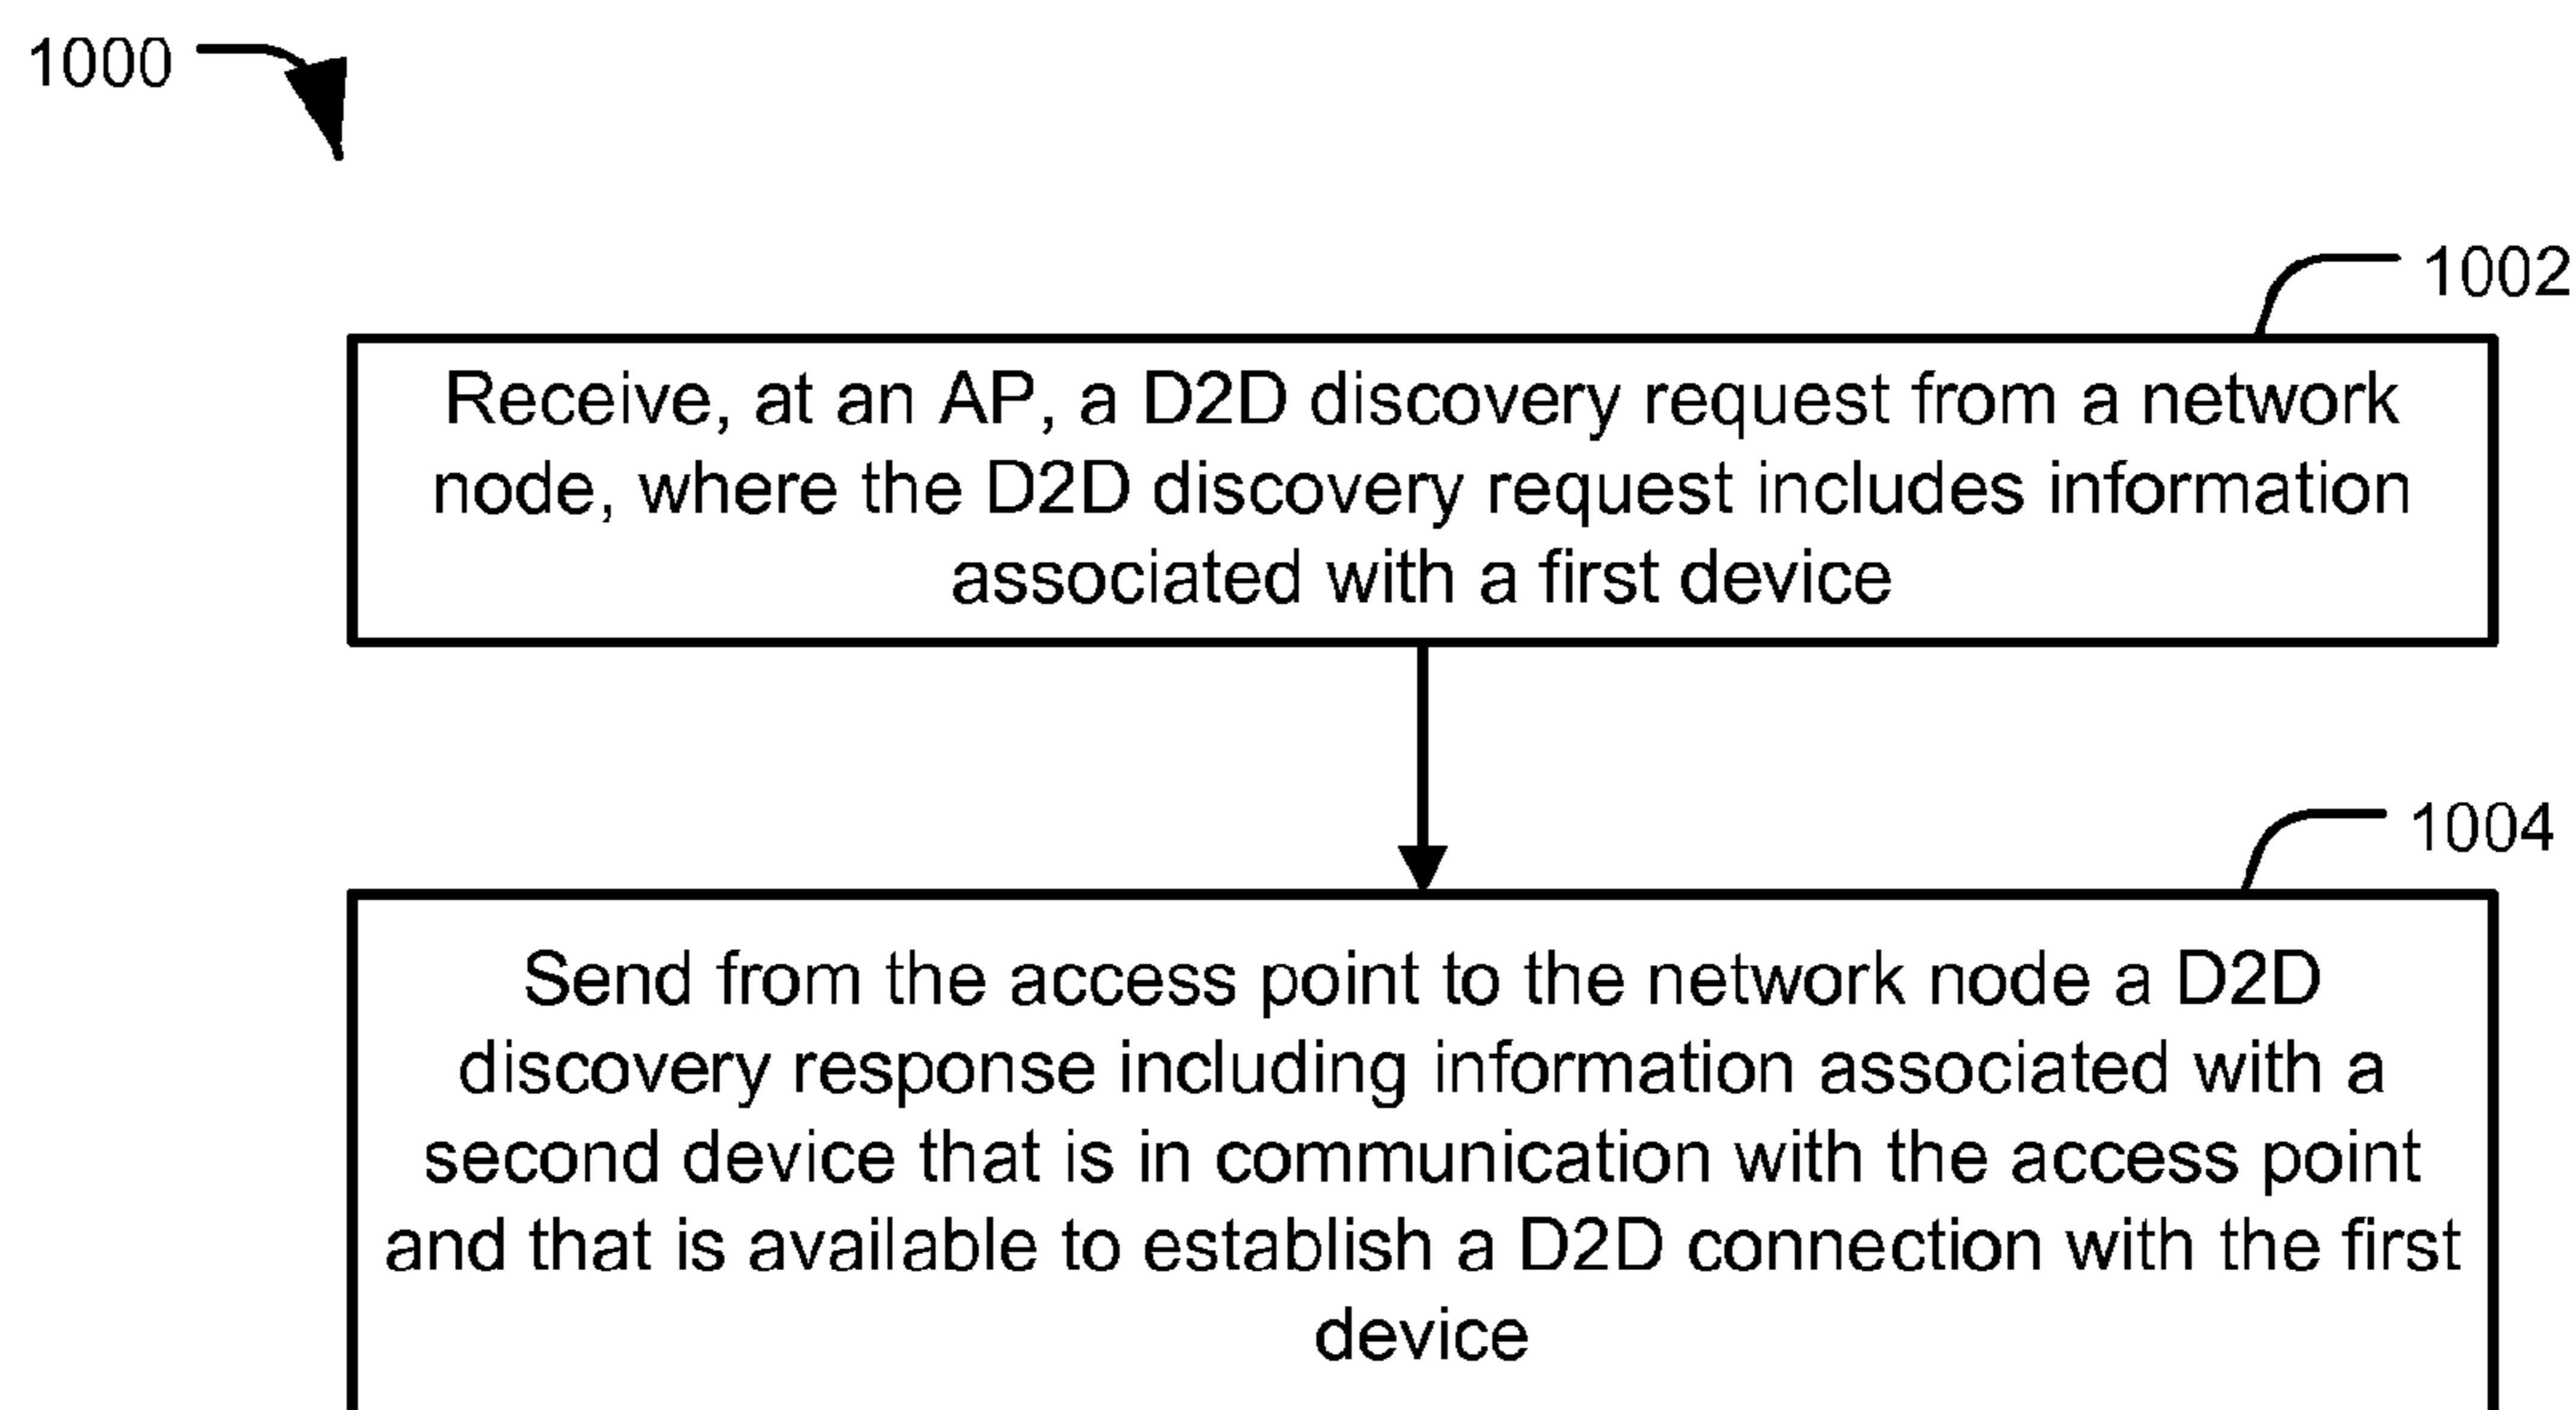 1000
1002
Receive, at an AP, a D2D discovery request from a network
node, where the D2D discovery request includes information
associated with a first device
1004
Send from the access point to the network node a D2D
discovery response including information associated with a
second device that is in communication with the access point
and that is available to establish a D2D connection with the first
device